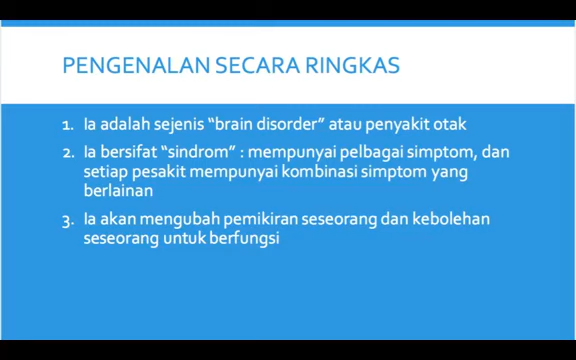 PENGENALAN SECARA RINGKAS
1. Ia adalah sejenis “brain disorder” atau penyakit otak
2. Ia bersifat “sindrom” : mempunyai pelbagai simptom, dan
setiap pesakit mempunyai kombinasi simptom yang
berlainan
3. Ia akan mengubah pemikiran seseorang dan kebolehan
seseorang untuk berfungsi